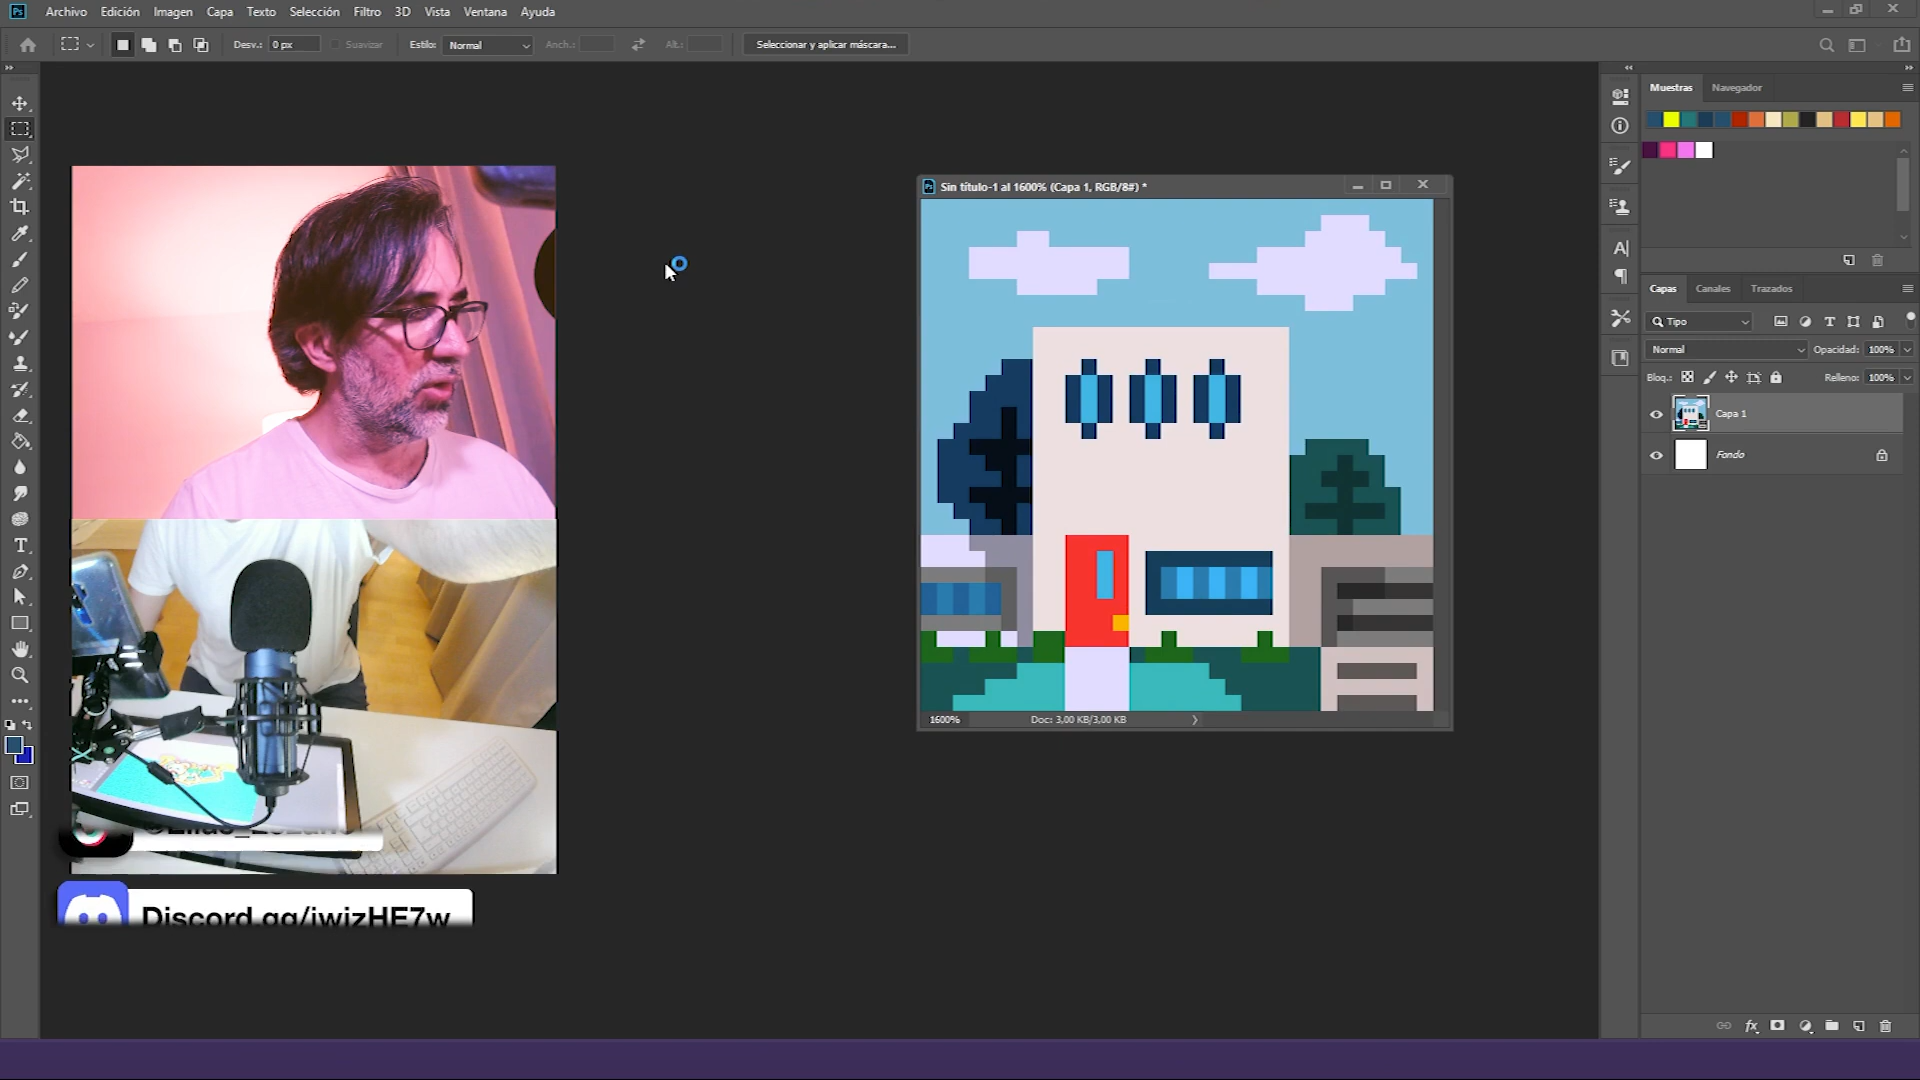 Ps Archivo Edición Imagen Capa Texto Selección Filtro 3D Vista Ventana Ayuda
Desv.: 0 px Suavizar Estilo: Normal Anch.: Alt.: Seleccionar y aplicar máscara...
Muestras Navegador
Sin título-1 al 1600% (Capa 1, RGB/8#) *
Capas Canales Trazados
Tipo
Normal Opacidad: 100%
Bloq.: Relleno: 100%
Capa 1
Fondo
1600% Doc: 3,00 KB/3,00 KB
Discord.gg/jwjzHE7w